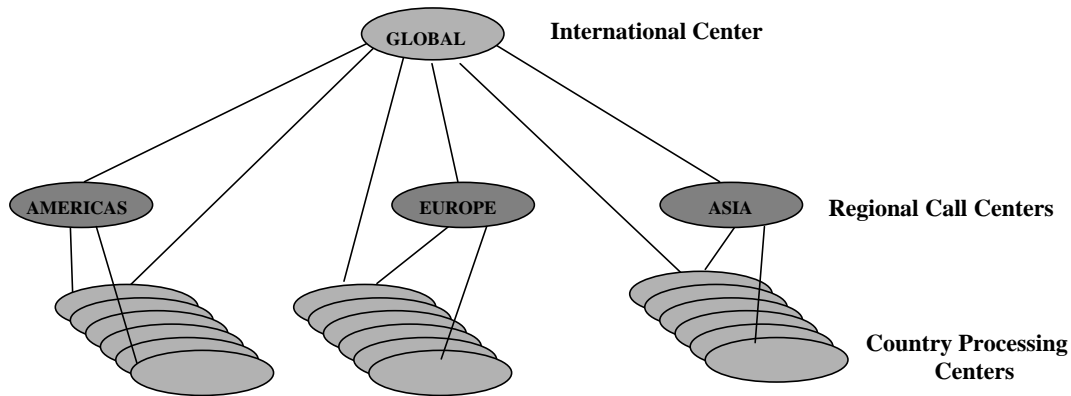 GLOBAL
International Center
AMERICAS
EUROPE
ASIA
Regional Call Centers
Country Processing
Centers